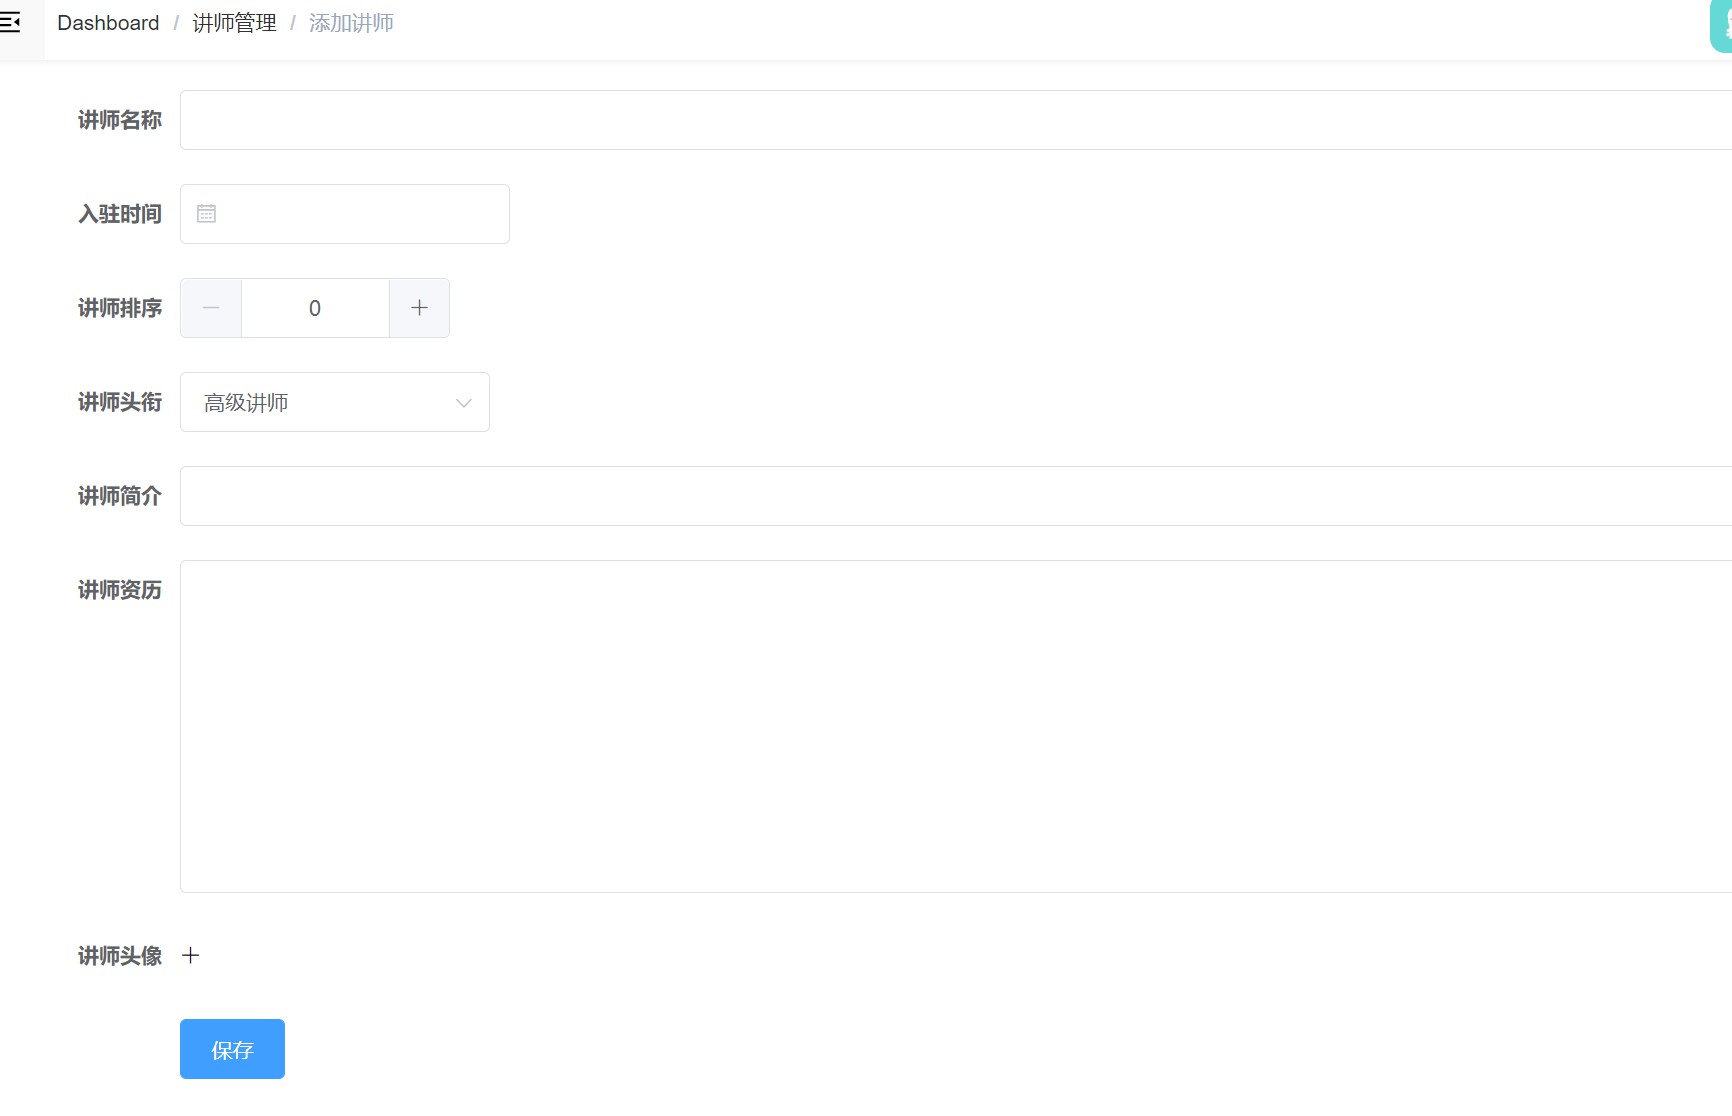 Dashboard / 讲师管理 / 添加讲师
讲师名称
入驻时间
讲师排序 0
讲师头衔 高级讲师
讲师简介
讲师资历
讲师头像
保存